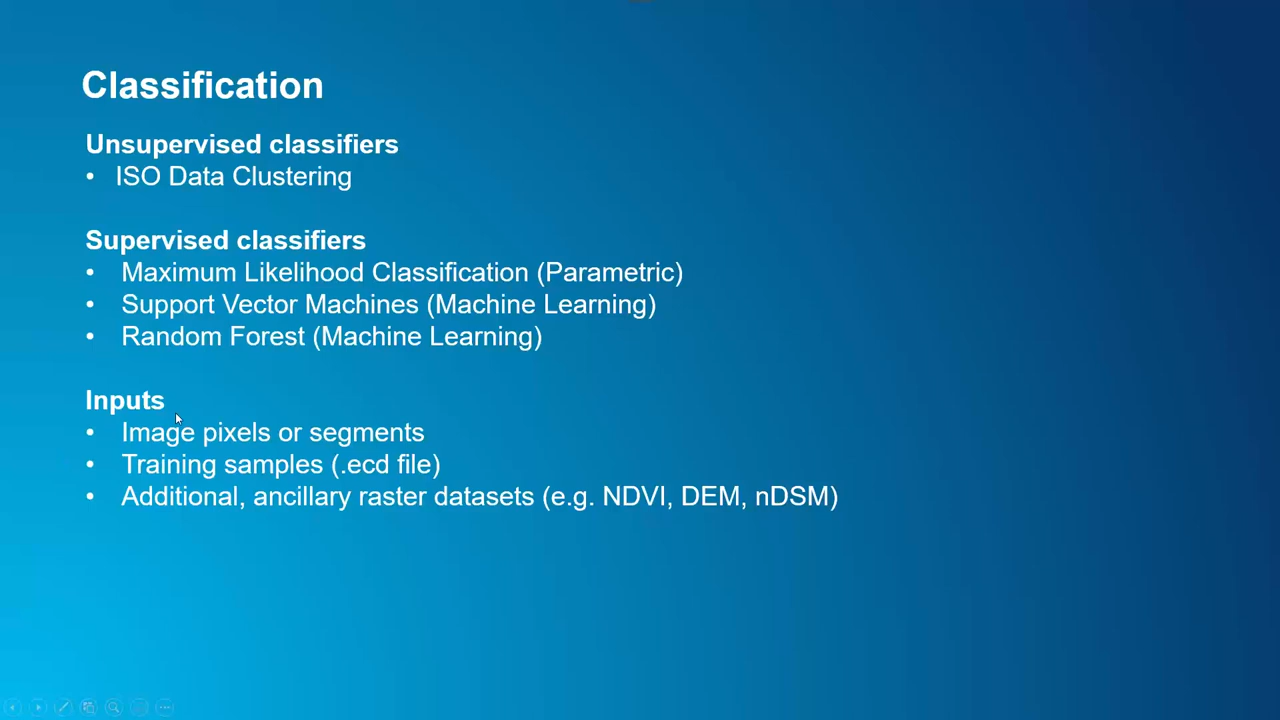 Classification
Unsupervised classifiers
• ISO Data Clustering
Supervised classifiers
• Maximum Likelihood Classification (Parametric)
• Support Vector Machines (Machine Learning)
• Random Forest (Machine Learning)
Inputs
• Image pixels or segments
• Training samples (.ecd file)
• Additional, ancillary raster datasets (e.g. NDVI, DEM, nDSM)